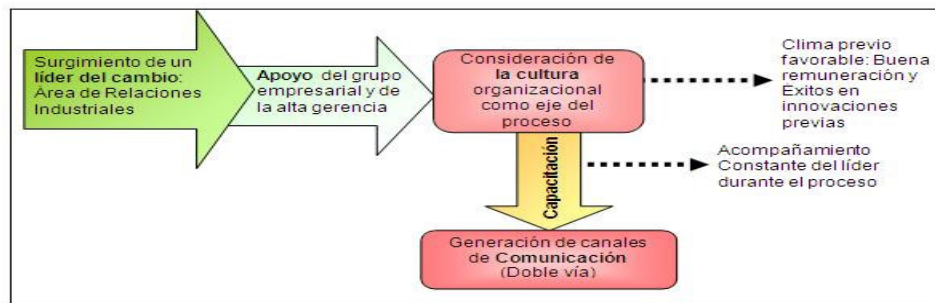 Surgimiento de un
líder del cambio:
Área de Relaciones
Industriales
Apoyo del grupo
empresarial y de
la alta gerencia
Consideración de
la cultura
organizacional
como eje del
proceso
Clima previo
favorable: Buena
remuneración y
Exitos en
innovaciones
previas
Capacitación
Acompañamiento
Constante del líder
durante el proceso
Generación de canales
de Comunicación
(Doble vía)